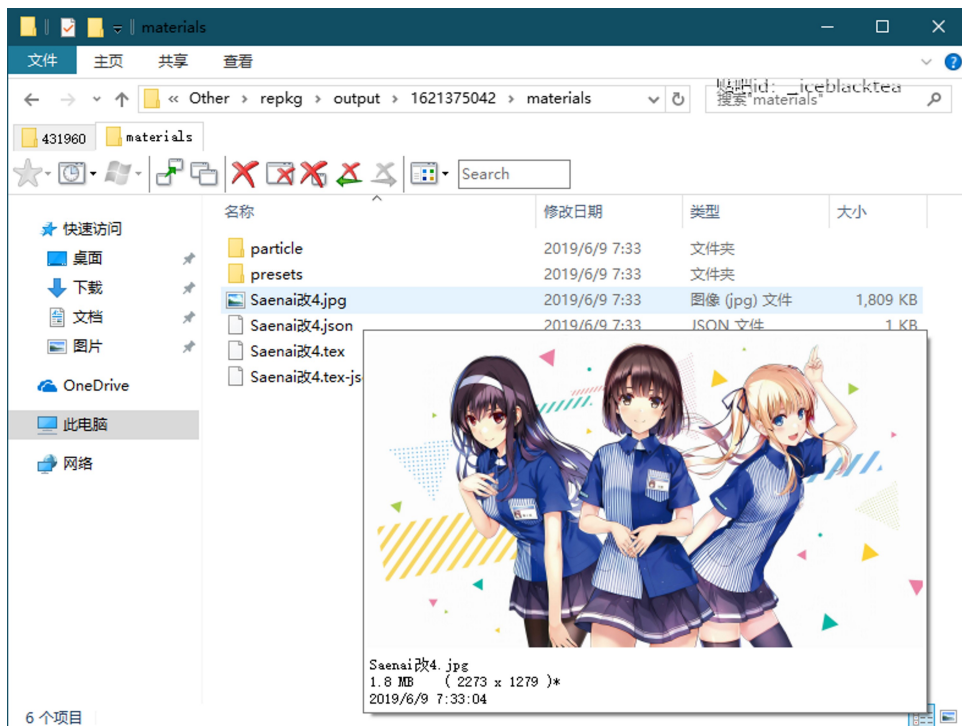 materials
文件 主页 共享 查看
« Other › repkg › output › 1621375042 › materials
贴吧id: _iceblacktea
搜索"materials"
431960 materials
Search
名称 修改日期 类型 大小
快速访问
桌面
下载
文档
图片
OneDrive
此电脑
网络
particle 2019/6/9 7:33 文件夹
presets 2019/6/9 7:33 文件夹
Saenai改4.jpg 2019/6/9 7:33 图像 (jpg) 文件 1,809 KB
Saenai改4.json 2019/6/9 7:33 JSON 文件 1 KB
Saenai改4.tex
Saenai改4.tex-js
Saenai改4.jpg
1.8 MB ( 2273 x 1279 )*
2019/6/9 7:33:04
6 个项目